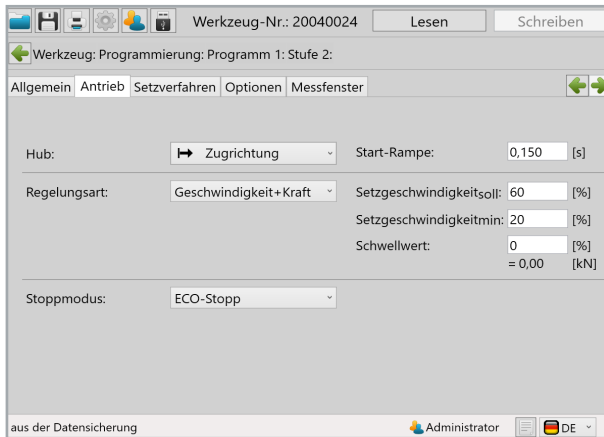 Werkzeug-Nr.: 20040024 Lesen Schreiben
Werkzeug: Programmierung: Programm 1: Stufe 2:
Allgemein Antrieb Setzverfahren Optionen Messfenster
Hub: Zugrichtung Start-Rampe: 0,150 [s]
Regelungsart: Geschwindigkeit+Kraft Setzgeschwindigkeitsoll: 60 [%]
Setzgeschwindigkeitmin: 20 [%]
Schwellwert: 0 [%]
= 0,00 [kN]
Stoppmodus: ECO-Stopp
aus der Datensicherung Administrator DE